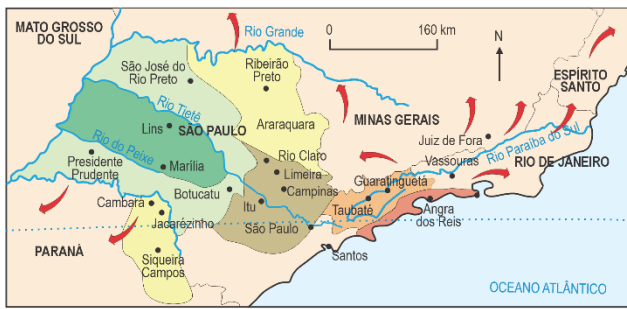 MATO GROSSO
DO SUL
Rio Grande
0 160 km
N
São José do
Rio Preto
Ribeirão
Preto
ESPÍRITO
SANTO
Rio Tietê
Lins
SÃO PAULO
Araraquara
MINAS GERAIS
Juiz de Fora
Rio Paraíba do Sul
Rio do Peixe
Presidente
Prudente
Marília
Rio Claro
Limeira
Campinas
Vassouras
RIO DE JANEIRO
Guaratinguetá
Botucatu
Itu
Taubaté
Angra
dos Reis
Cambará
Jacarézinho
São Paulo
Santos
PARANÁ
Siqueira
Campos
OCEANO ATLÂNTICO